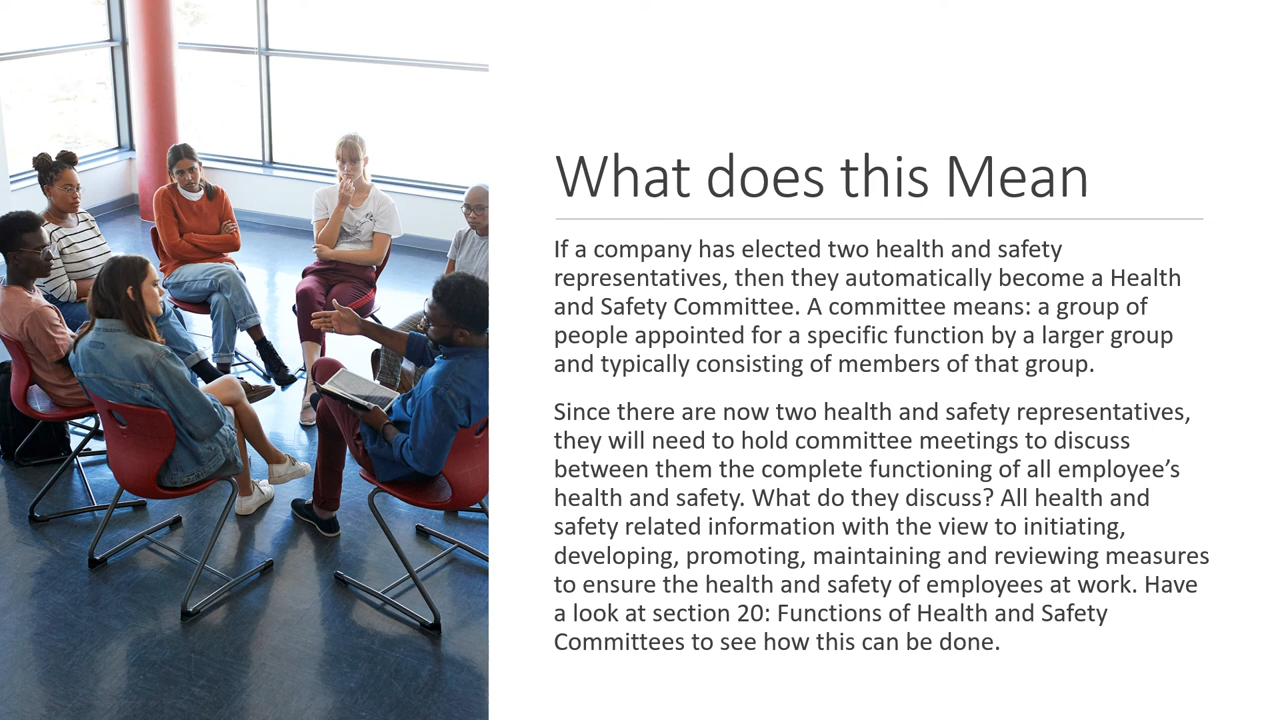 What does this Mean
If a company has elected two health and safety
representatives, then they automatically become a Health
and Safety Committee. A committee means: a group of
people appointed for a specific function by a larger group
and typically consisting of members of that group.
Since there are now two health and safety representatives,
they will need to hold committee meetings to discuss
between them the complete functioning of all employee’s
health and safety. What do they discuss? All health and
safety related information with the view to initiating,
developing, promoting, maintaining and reviewing measures
to ensure the health and safety of employees at work. Have
a look at section 20: Functions of Health and Safety
Committees to see how this can be done.